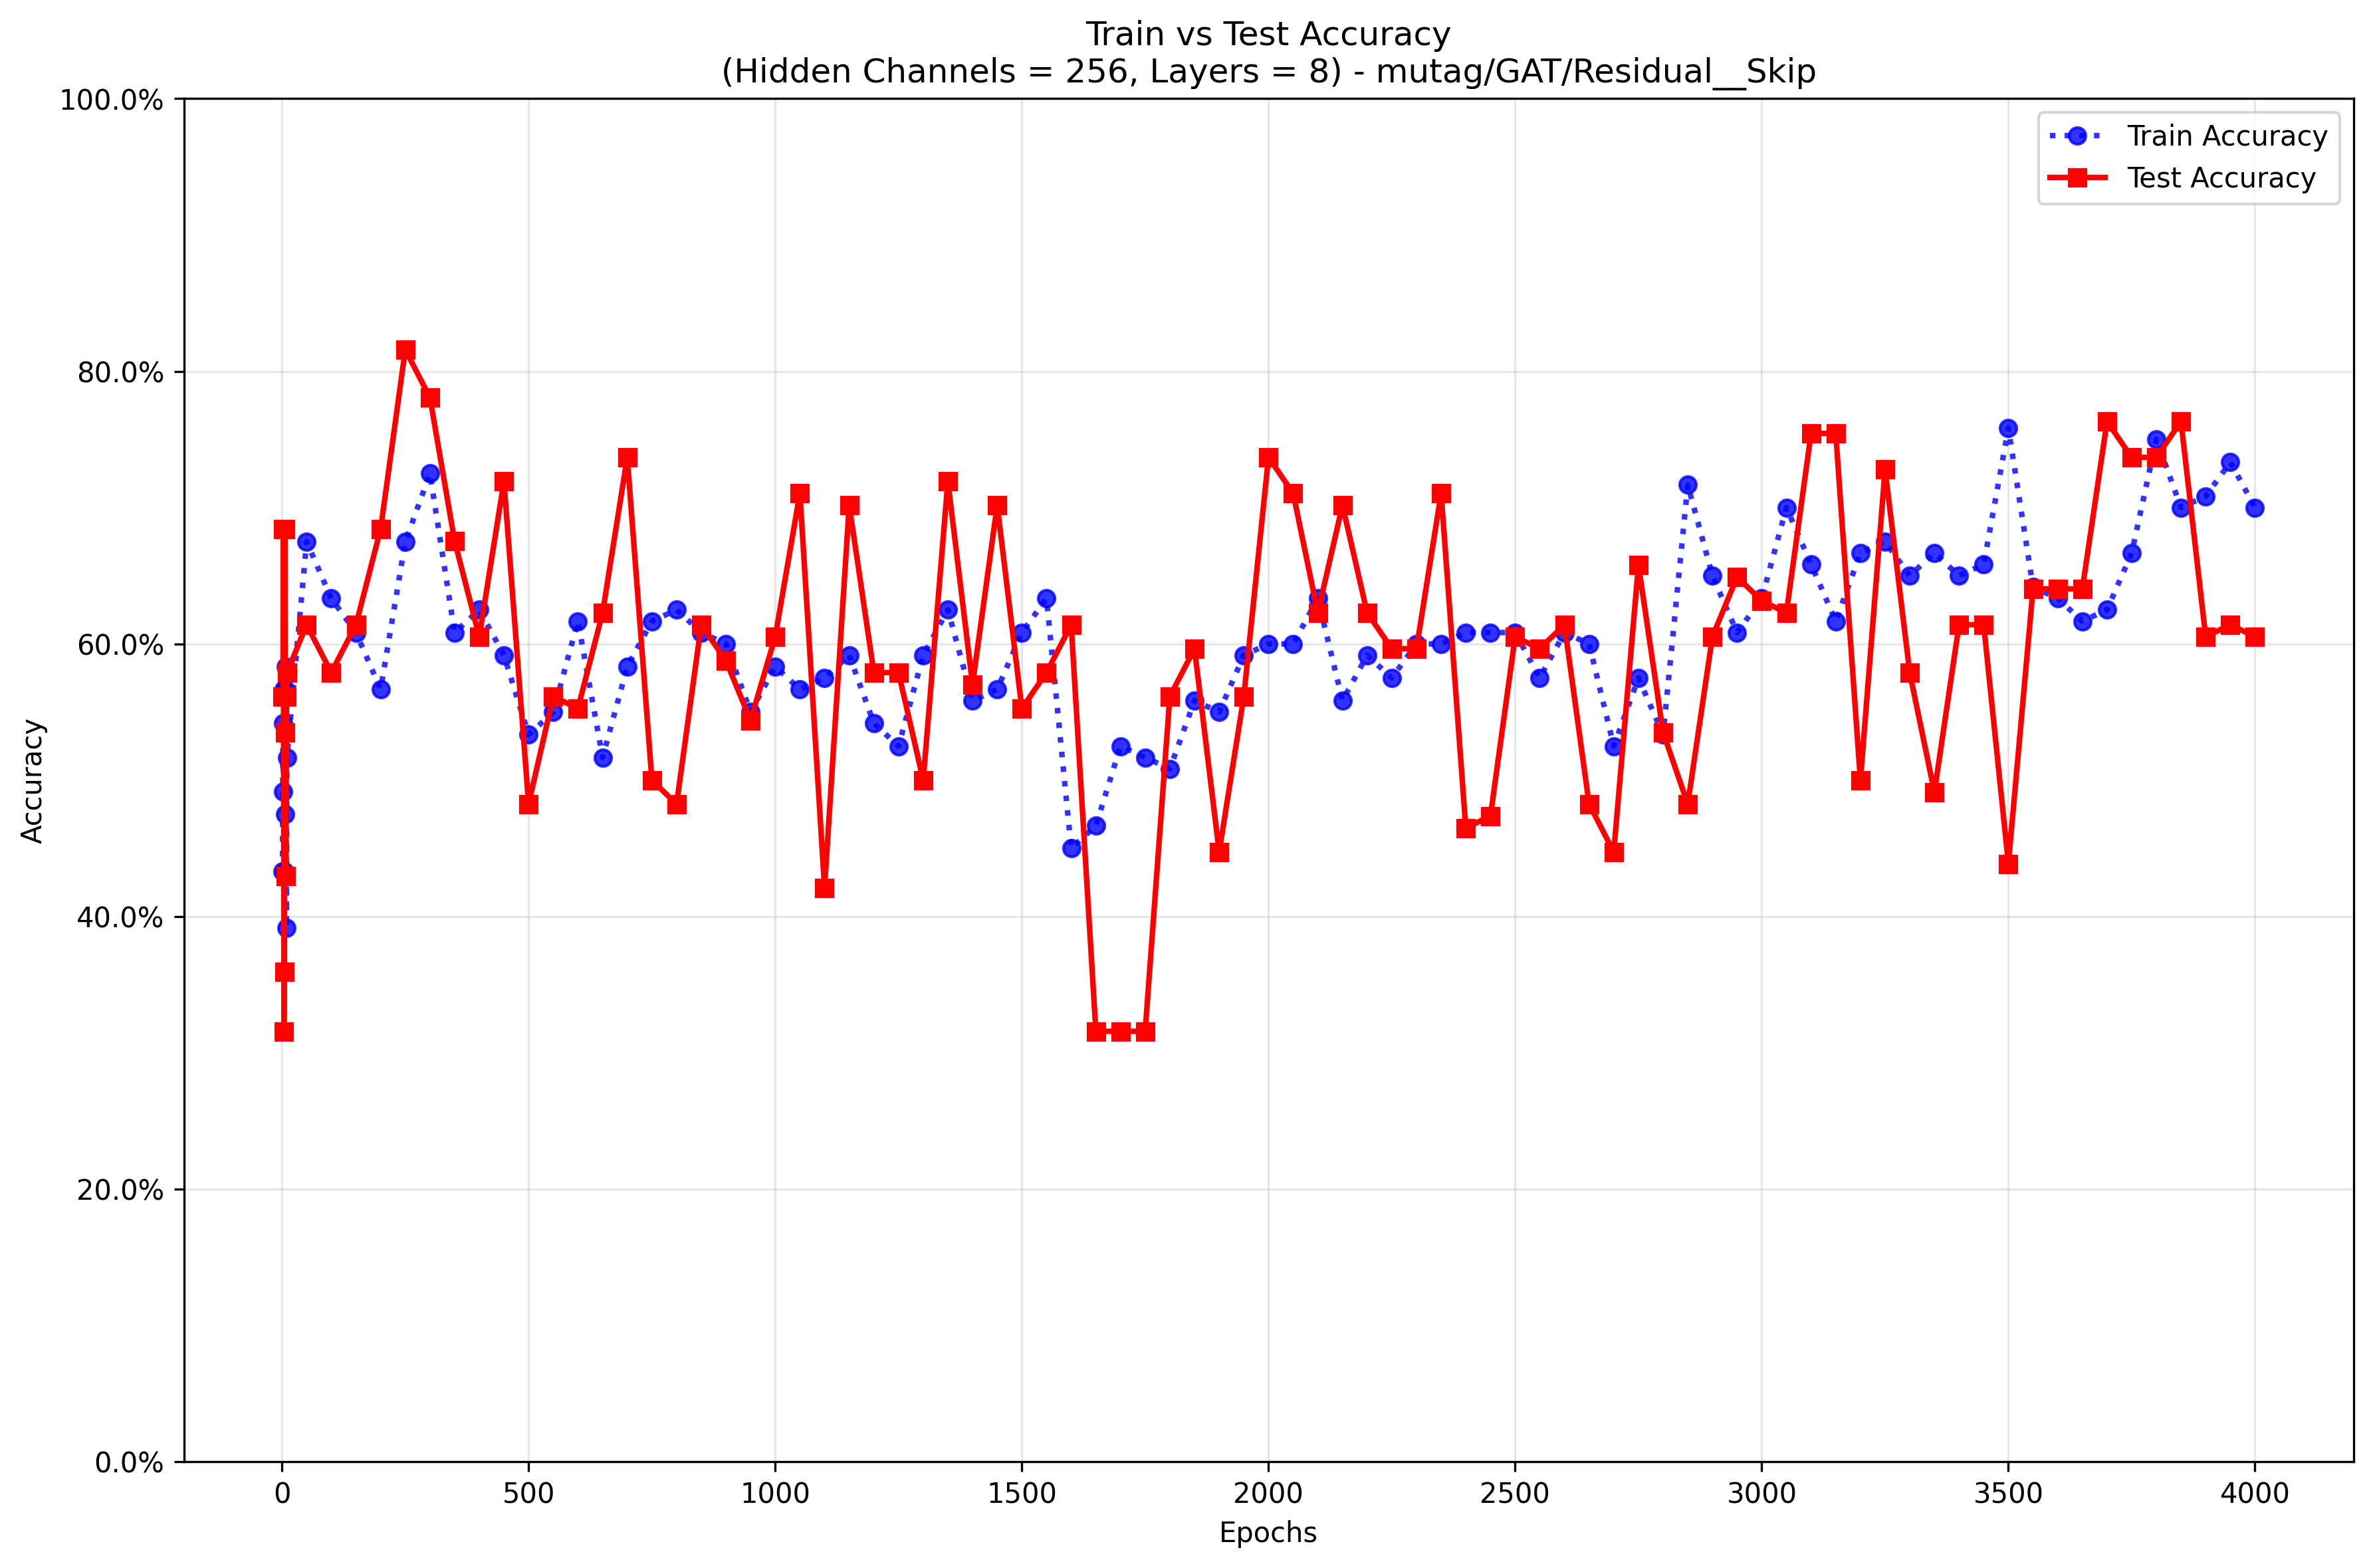 Train vs Test Accuracy
(Hidden Channels = 256, Layers = 8) - mutag/GAT/Residual__Skip
Train Accuracy
Test Accuracy
100.0%
80.0%
60.0%
40.0%
20.0%
0.0%
Accuracy
0 500 1000 1500 2000 2500 3000 3500 4000
Epochs